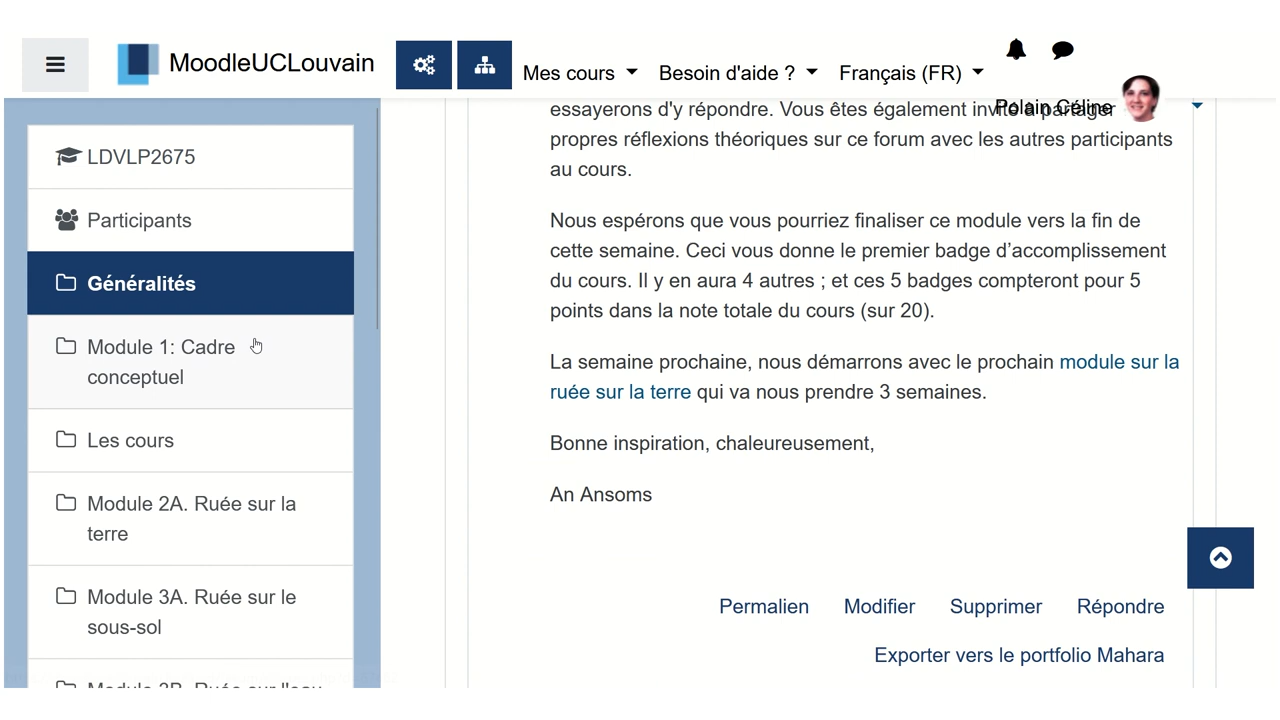 MoodleUCLouvain
Mes cours
Besoin d'aide ?
Français (FR)
Polain Céline
LDVLP2675
Participants
Généralités
Module 1: Cadre
conceptuel
Les cours
Module 2A. Ruée sur la
terre
Module 3A. Ruée sur le
sous-sol
Module 3B. Ruée sur l'eau
essayerons d'y répondre. Vous êtes également invité à partager
propres réflexions théoriques sur ce forum avec les autres participants
au cours.
Nous espérons que vous pourriez finaliser ce module vers la fin de
cette semaine. Ceci vous donne le premier badge d’accomplissement
du cours. Il y en aura 4 autres ; et ces 5 badges compteront pour 5
points dans la note totale du cours (sur 20).
La semaine prochaine, nous démarrons avec le prochain module sur la
ruée sur la terre qui va nous prendre 3 semaines.
Bonne inspiration, chaleureusement,
An Ansoms
Permalien
Modifier
Supprimer
Répondre
Exporter vers le portfolio Mahara